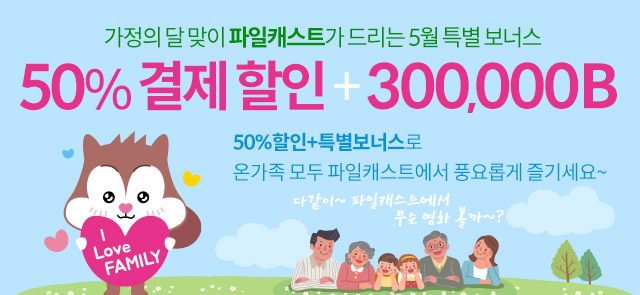 가정의 달 맞이 파일캐스트가 드리는 5월 특별 보너스
50% 결제 할인 + 300,000B
50%할인+특별보너스로
온가족 모두 파일캐스트에서 풍요롭게 즐기세요~
다같이~ 파일캐스트에서
무슨 영화 볼까~?
I
Love
FAMILY